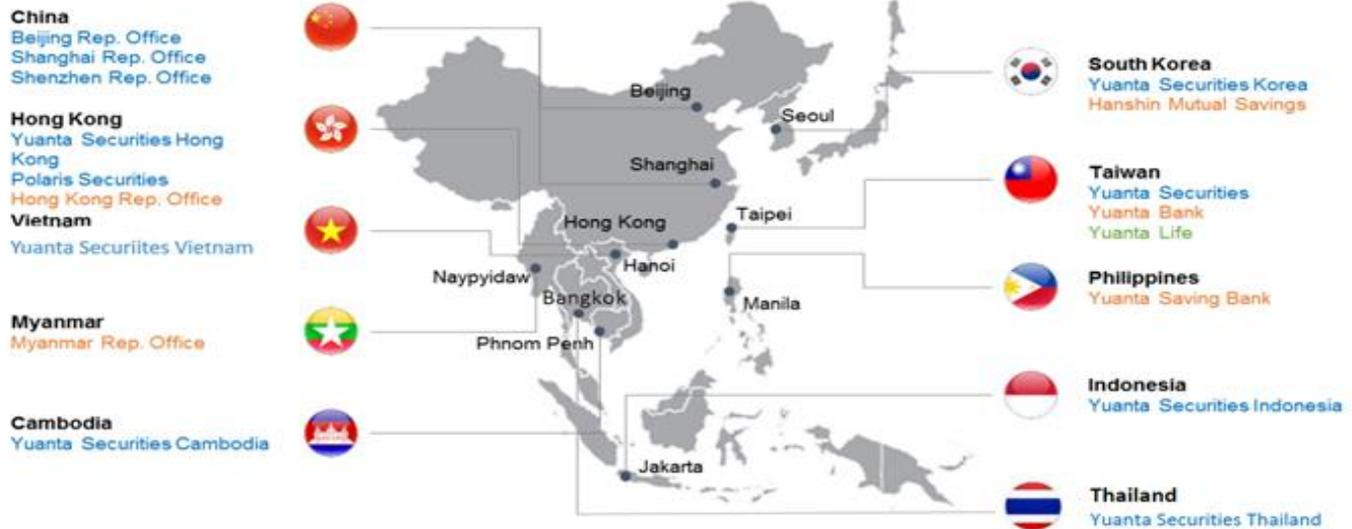 China
Beijing Rep. Office
Shanghai Rep. Office
Shenzhen Rep. Office
Hong Kong
Yuanta Securities Hong
Kong
Polaris Securities
Hong Kong Rep. Office
Vietnam
Yuanta Securiites Vietnam
Myanmar
Myanmar Rep. Office
Cambodia
Yuanta Securities Cambodia
Beijing
Seoul
Shanghai
Hong Kong
Taipei
Hanoi
Naypyidaw
Bangkok
Manila
Phnom Penh
Jakarta
South Korea
Yuanta Securities Korea
Hanshin Mutual Savings
Taiwan
Yuanta Securities
Yuanta Bank
Yuanta Life
Philippines
Yuanta Saving Bank
Indonesia
Yuanta Securities Indonesia
Thailand
Yuanta Securities Thailand